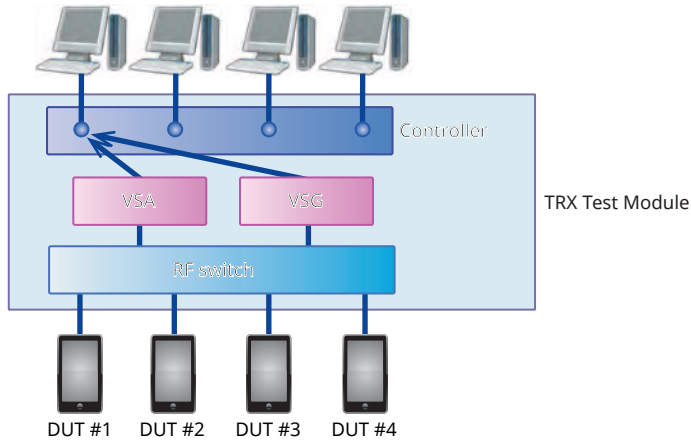 Controller
VSA
VSG
TRX Test Module
RF switch
DUT #1
DUT #2
DUT #3
DUT #4